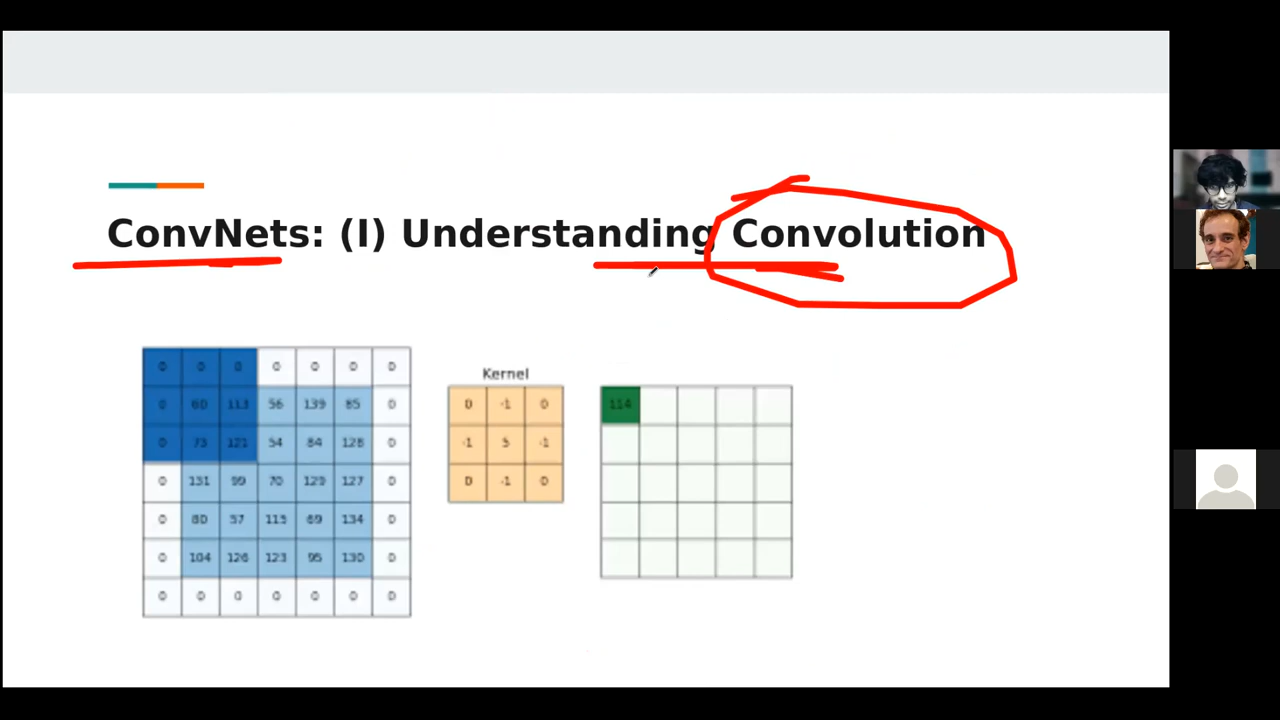 ConvNets: (I) Understanding Convolution
Kernel
0 0 0 0 0 0 0
0 60 113 56 139 85 0
0 73 121 54 84 128 0
0 131 99 70 129 127 0
0 80 57 115 69 134 0
0 104 126 123 95 130 0
0 0 0 0 0 0 0
0 -1 0
-1 5 -1
0 -1 0
114